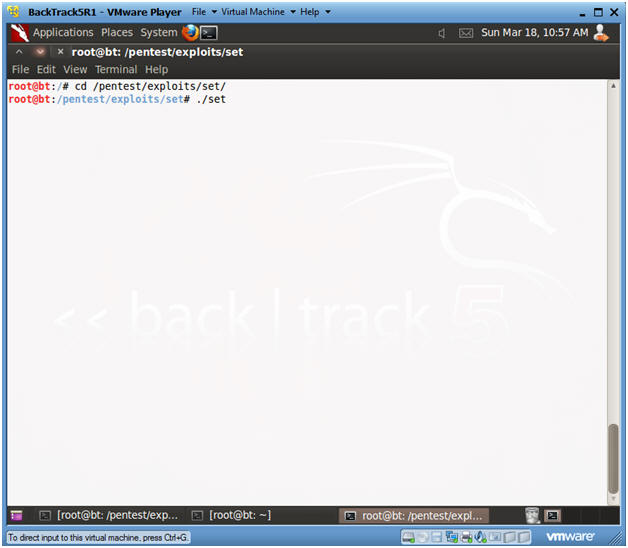 BackTrack5R1 - VMware Player File Virtual Machine Help
Applications Places System Sun Mar 18, 10:57 AM
root@bt: /pentest/exploits/set
File Edit View Terminal Help
root@bt:/# cd /pentest/exploits/set/
root@bt:/pentest/exploits/set# ./set
<< back | track 5
[root@bt: /pentest/exp... [root@bt: ~] root@bt: /pentest/expl...
To direct input to this virtual machine, press Ctrl+G. vmware